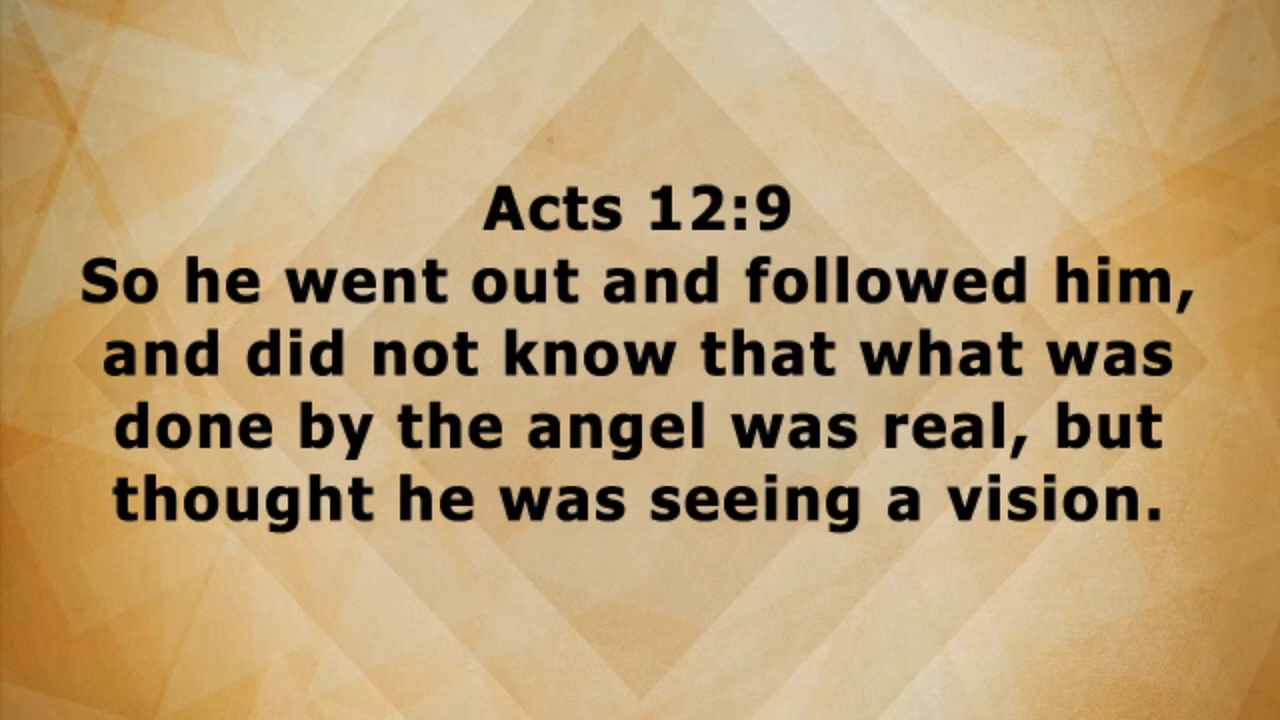 Acts 12:9
So he went out and followed him,
and did not know that what was
done by the angel was real, but
thought he was seeing a vision.